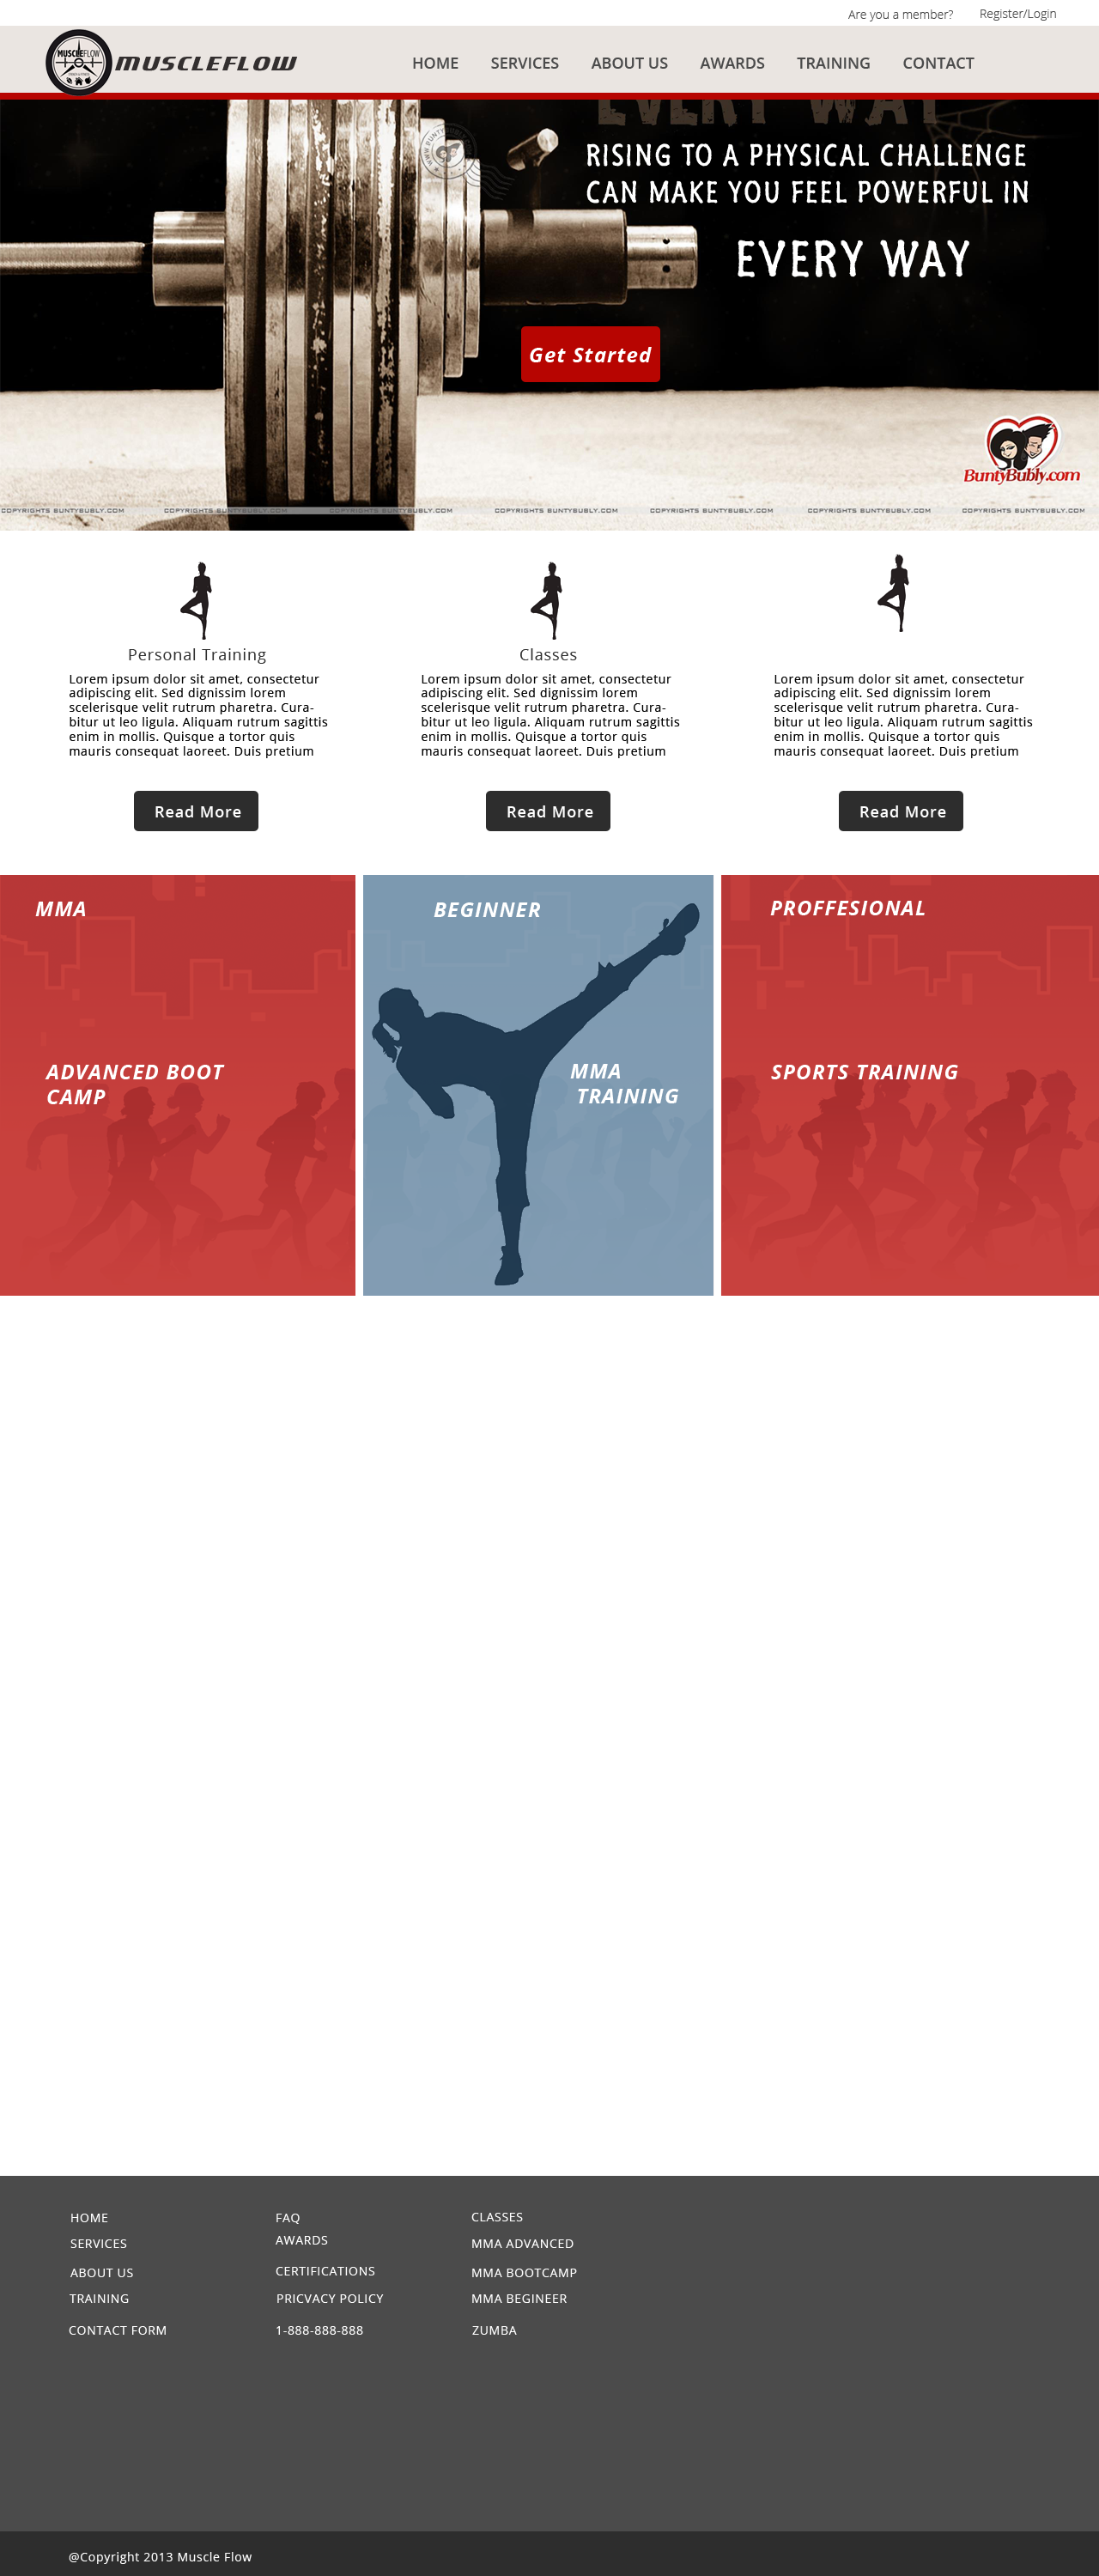 Are you a member? Register/Login
MUSCLEFLOW
MUSCLEFLOW
HOME SERVICES ABOUT US AWARDS TRAINING CONTACT
EVERY WAY
RISING TO A PHYSICAL CHALLENGE
CAN MAKE YOU FEEL POWERFUL IN
EVERY WAY
Get Started
BuntyBubly.com
COPYRIGHTS BUNTYBUBLY.COM COPYRIGHTS BUNTYBUBLY.COM COPYRIGHTS BUNTYBUBLY.COM COPYRIGHTS BUNTYBUBLY.COM COPYRIGHTS BUNTYBUBLY.COM COPYRIGHTS BUNTYBUBLY.COM COPYRIGHTS BUNTYBUBLY.COM
Personal Training
Lorem ipsum dolor sit amet, consectetur
adipiscing elit. Sed dignissim lorem
scelerisque velit rutrum pharetra. Cura-
bitur ut leo ligula. Aliquam rutrum sagittis
enim in mollis. Quisque a tortor quis
mauris consequat laoreet. Duis pretium
Read More
Classes
Lorem ipsum dolor sit amet, consectetur
adipiscing elit. Sed dignissim lorem
scelerisque velit rutrum pharetra. Cura-
bitur ut leo ligula. Aliquam rutrum sagittis
enim in mollis. Quisque a tortor quis
mauris consequat laoreet. Duis pretium
Read More
Lorem ipsum dolor sit amet, consectetur
adipiscing elit. Sed dignissim lorem
scelerisque velit rutrum pharetra. Cura-
bitur ut leo ligula. Aliquam rutrum sagittis
enim in mollis. Quisque a tortor quis
mauris consequat laoreet. Duis pretium
Read More
MMA
ADVANCED BOOT
CAMP
BEGINNER
MMA
TRAINING
PROFFESIONAL
SPORTS TRAINING
HOME
SERVICES
ABOUT US
TRAINING
CONTACT FORM
FAQ
AWARDS
CERTIFICATIONS
PRICVACY POLICY
1-888-888-888
CLASSES
MMA ADVANCED
MMA BOOTCAMP
MMA BEGINEER
ZUMBA
@Copyright 2013 Muscle Flow